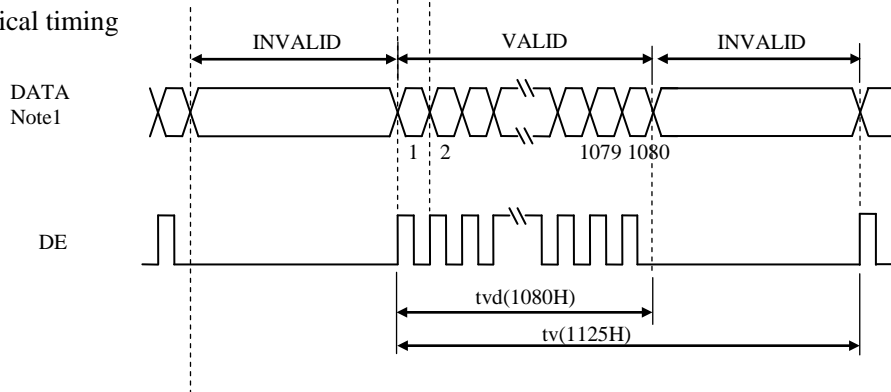 ical timing
INVALID VALID INVALID
DATA
Note1
1 2 1079 1080
DE
tvd(1080H)
tv(1125H)